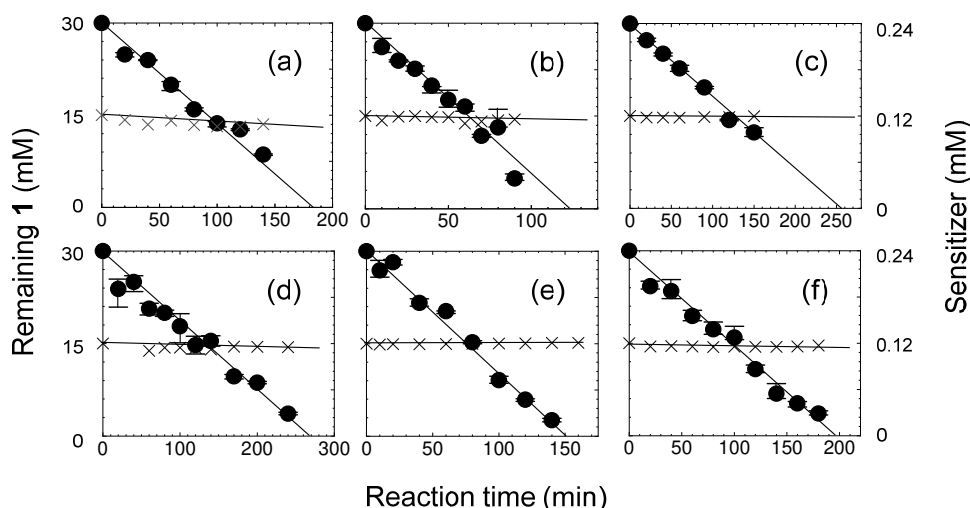 30
15
0
(a)
0 50 100 150 200
(b)
0 50 100
(c)
0 50 100 150 200 250
0.24
0.12
0
30
15
0
(d)
0 100 200 300
(e)
0 50 100 150
(f)
0 50 100 150 200
0.24
0.12
0
Remaining 1 (mM)
Sensitizer (mM)
Reaction time (min)